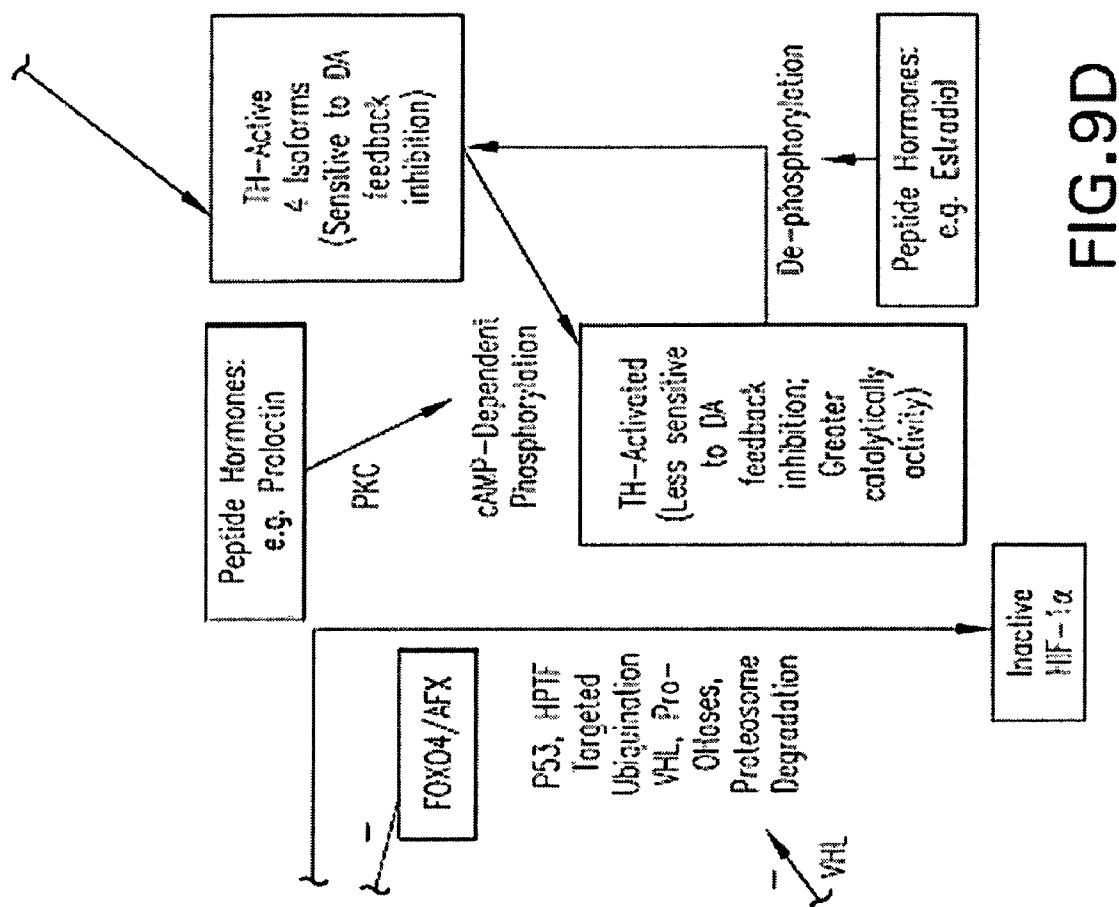 Peptide Hormones:
e.g. Prolactin
PKC
cAMP-Dependent
Phosphorylation
TH-Active
4 Isoforms
(Sensitive to DA
feedback
inhibition)
TH-Activated
(Less sensitive
to DA
feedback
inhibition;
Greater
catalytically
activity)
De-phosphorylation
Peptide Hormones:
e.g. Estradiol
FOXO4/AFX
P53, HPTF
Targeted
Ubiquination
VHL, Pro-
OHases,
Proteosome
Degradation
–
–
VHL
Inactive
HIF-1α
FIG.9D